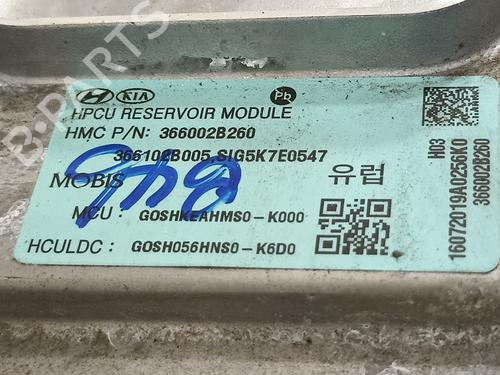 HYUNDAI KIA Pb
HPCU RESERVOIR MODULE
HMC P/N: 366002B260
366102B005,SIG5K7E0547
MOBIS
유럽
MCU : GOSHKEAHMS0-K000
HCULDC: GOSH056HNS0-K6D0
H03
366002B260
16072019A0256K0
B-PARTS